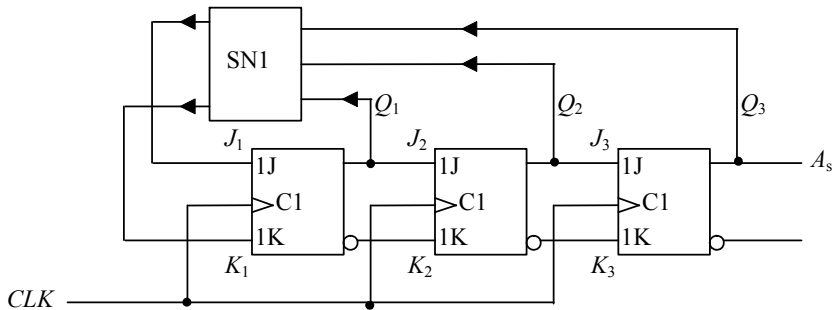 SN1
Q1 Q2 Q3
J1 J2 J3
1J 1J 1J As
C1 C1 C1
1K 1K 1K
K1 K2 K3
CLK